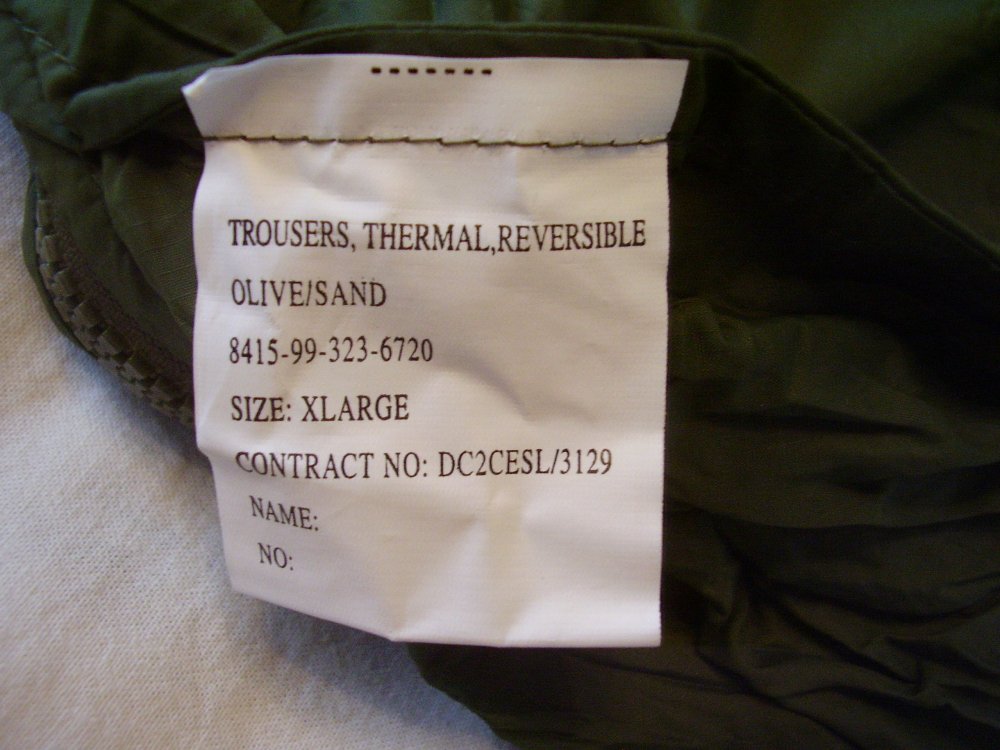 TROUSERS, THERMAL,REVERSIBLE
OLIVE/SAND
8415-99-323-6720
SIZE: XLARGE
CONTRACT NO: DC2CESL/3129
NAME:
NO: